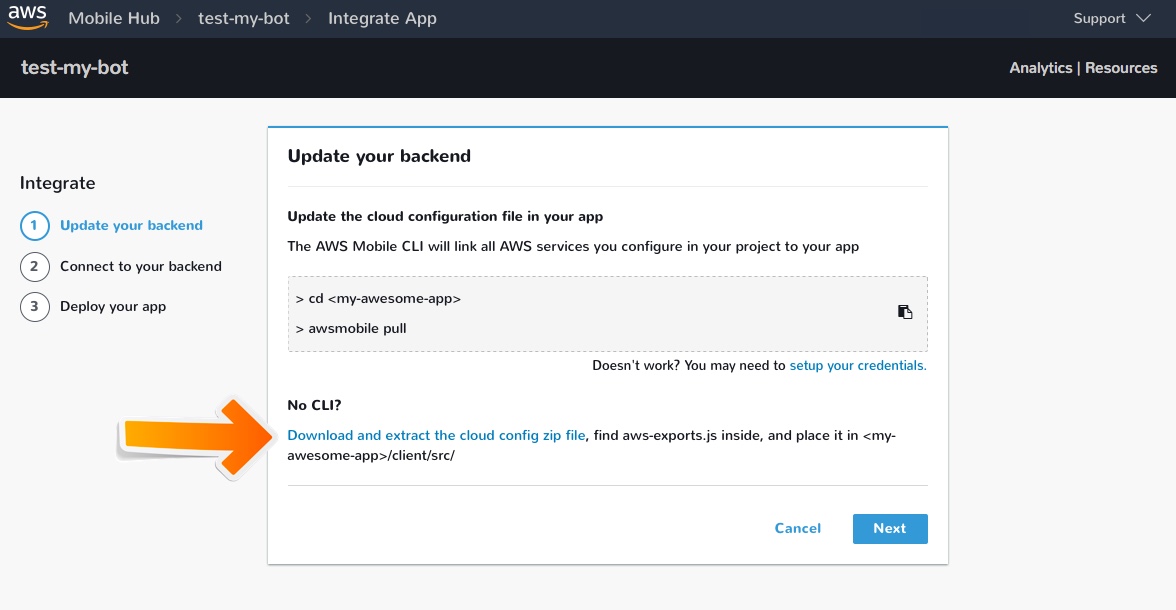 aws Mobile Hub > test-my-bot > Integrate App Support
test-my-bot Analytics | Resources
Integrate
1 Update your backend
2 Connect to your backend
3 Deploy your app
Update your backend
Update the cloud configuration file in your app
The AWS Mobile CLI will link all AWS services you configure in your project to your app
> cd <my-awesome-app>
> awsmobile pull
Doesn't work? You may need to setup your credentials.
No CLI?
Download and extract the cloud config zip file, find aws-exports.js inside, and place it in <my-
awesome-app>/client/src/
Cancel Next